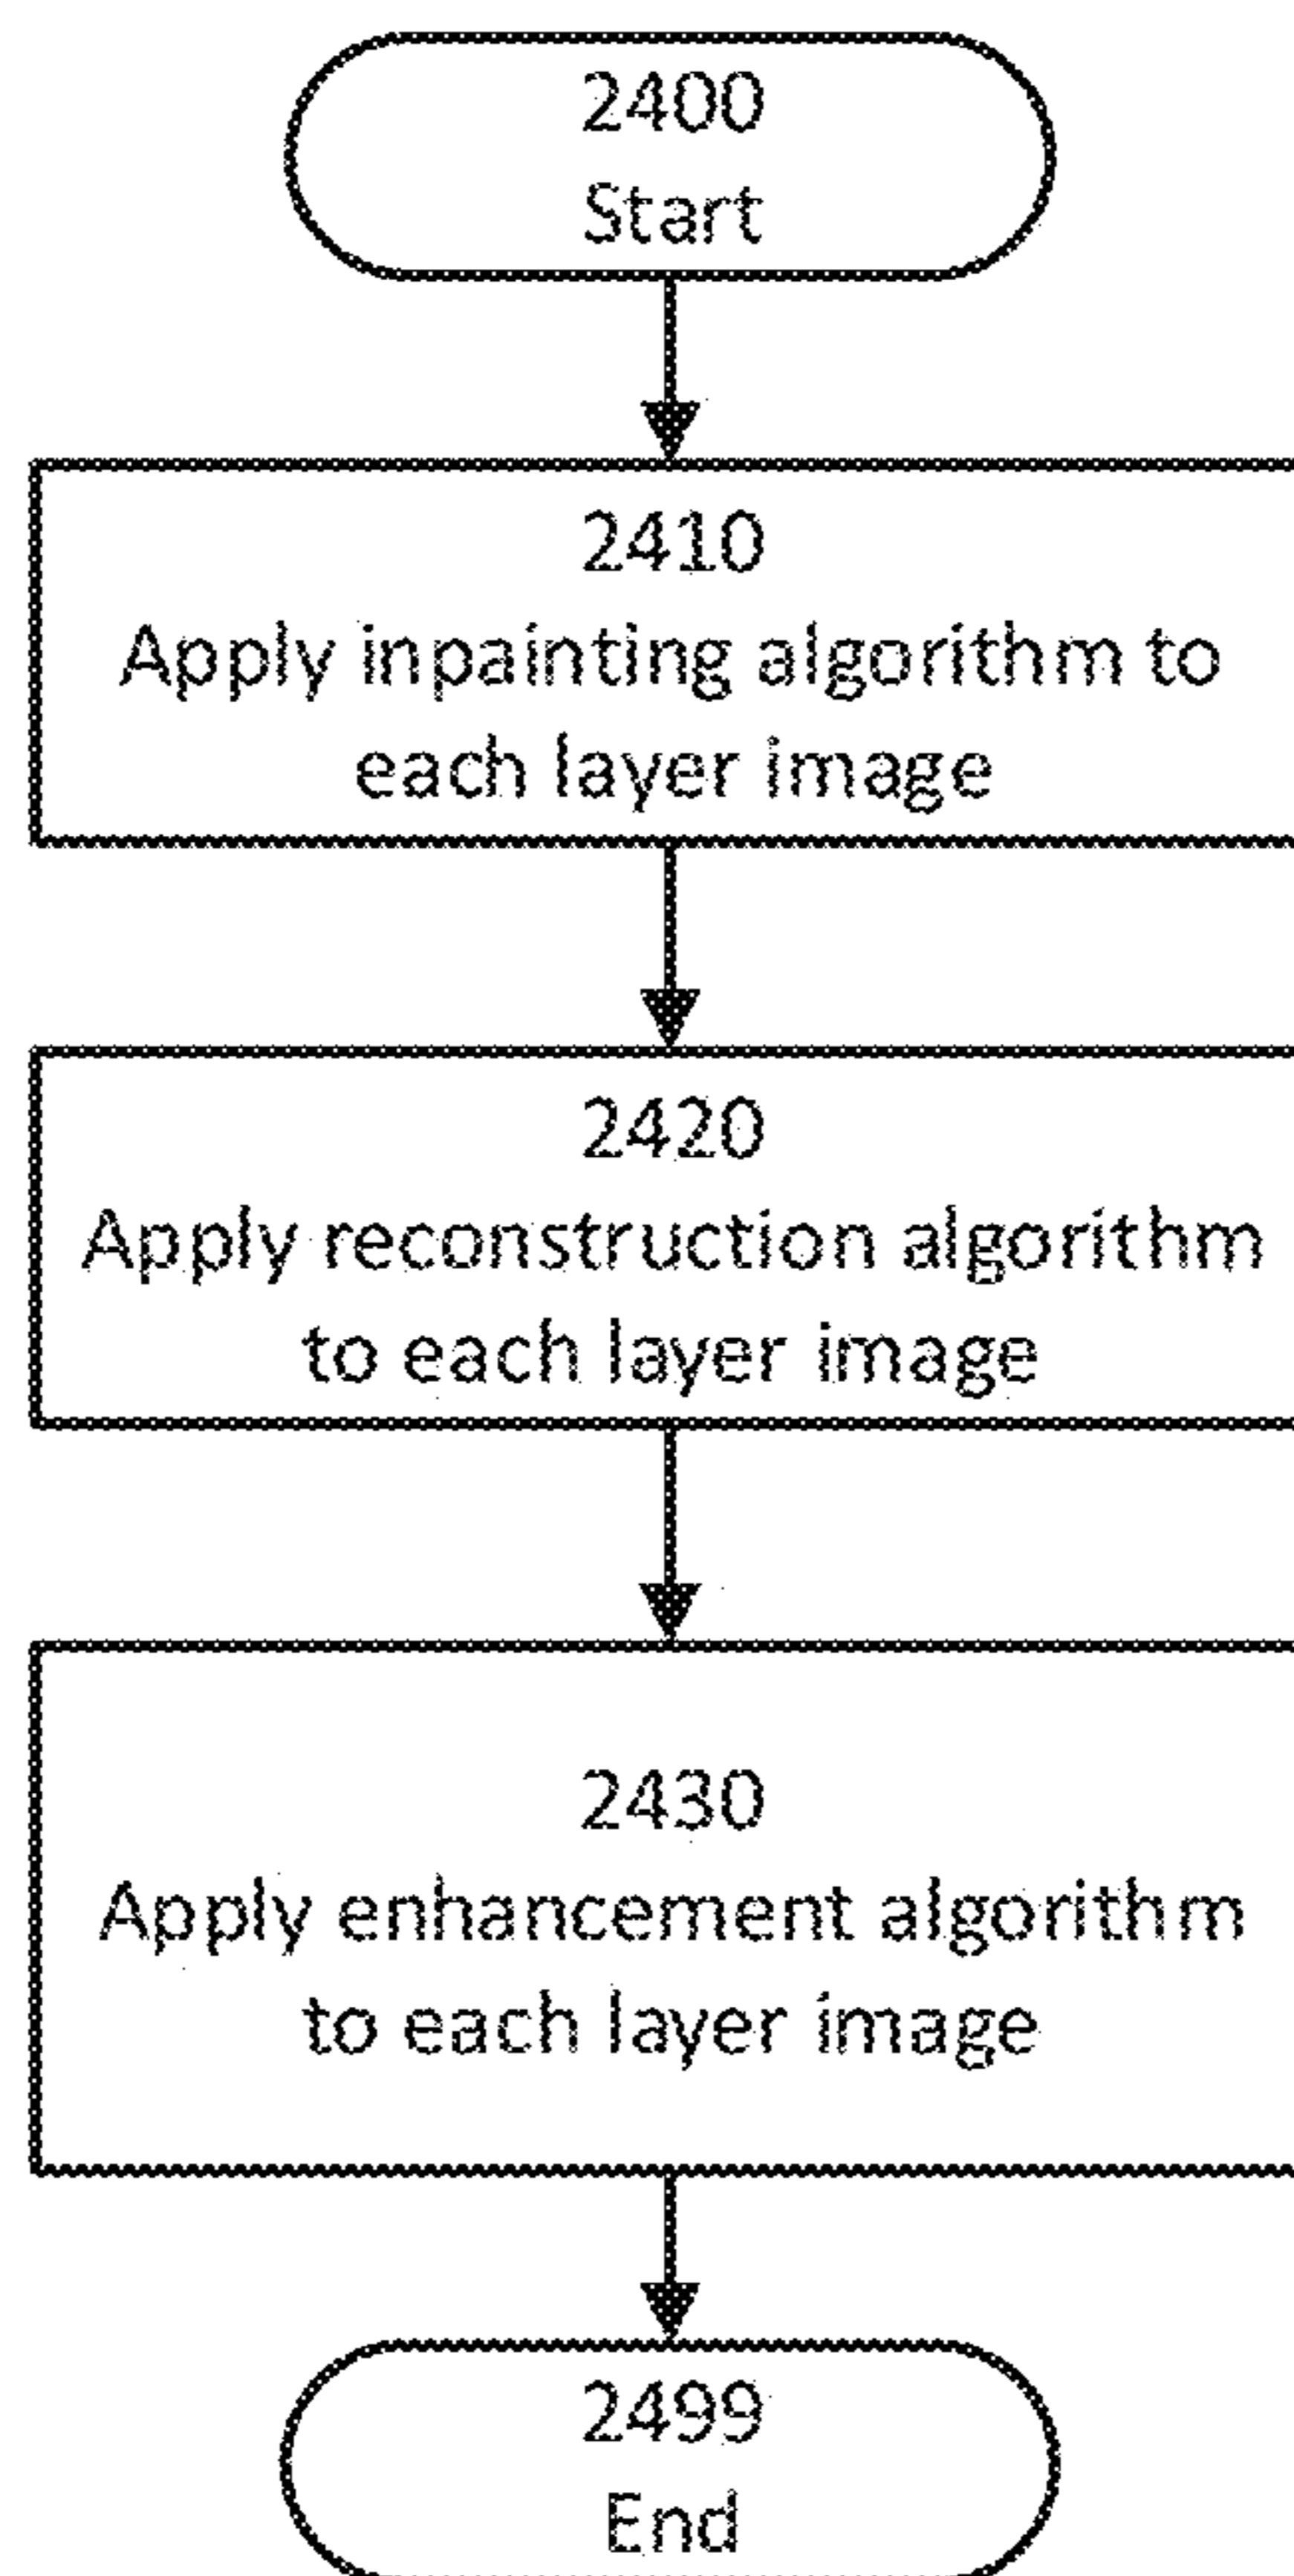 2400
Start
2410
Apply inpainting algorithm to
each layer image
2420
Apply reconstruction algorithm
to each layer image
2430
Apply enhancement algorithm
to each layer image
2499
End